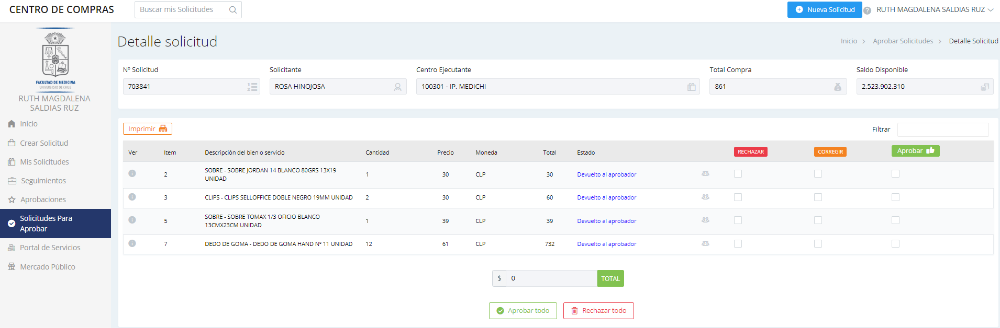 CENTRO DE COMPRAS
Buscar mis Solicitudes
Nueva Solicitud
RUTH MAGDALENA SALDIAS RUZ
FACULTAD DE MEDICINA
UNIVERSIDAD DE CHILE
RUTH MAGDALENA
SALDIAS RUZ
Inicio
Crear Solicitud
Mis Solicitudes
Seguimientos
Aprobaciones
Solicitudes Para
Aprobar
Portal de Servicios
Mercado Público
Detalle solicitud
Inicio > Aprobar Solicitudes > Detalle Solicitud
Nº Solicitud Solicitante Centro Ejecutante Total Compra Saldo Disponible
703841 ROSA HINOJOSA 100301 - IP. MEDICHI 861 2.523.902.310
Imprimir
Filtrar
Ver Item Descripción del bien o servicio Cantidad Precio Moneda Total Estado RECHAZAR CORREGIR Aprobar
2 SOBRE - SOBRE JORDAN 14 BLANCO 80GRS 13X19 1 30 CLP 30 Devuelto al aprobador
UNIDAD
3 CLIPS - CLIPS SELLOFFICE DOBLE NEGRO 19MM UNIDAD 2 30 CLP 60 Devuelto al aprobador
5 SOBRE - SOBRE TOMAX 1/3 OFICIO BLANCO 1 39 CLP 39 Devuelto al aprobador
13CMX23CM UNIDAD
7 DEDO DE GOMA - DEDO DE GOMA HAND Nº 11 UNIDAD 12 61 CLP 732 Devuelto al aprobador
$ 0 TOTAL
Aprobar todo Rechazar todo